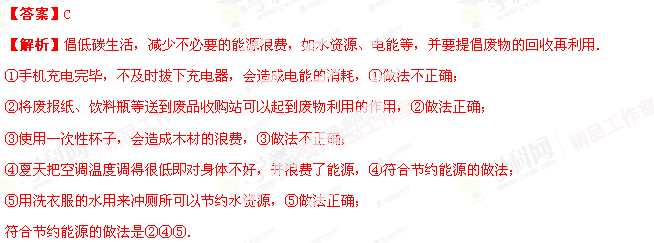 【答案】C
【解析】倡低碳生活，减少不必要的能源浪费，如水资源、电能等，并要提倡废物的回收再利用．
①手机充电完毕，不及时拔下充电器，会造成电能的消耗，①做法不正确；
②将废报纸、饮料瓶等送到废品收购站可以起到废物利用的作用，②做法正确；
③使用一次性杯子，会造成木材的浪费，③做法不正确；
④夏天把空调温度调得很低即对身体不好，并浪费了能源，④符合节约能源的做法；
⑤用洗衣服的水用来冲厕所可以节约水资源，⑤做法正确；
符合节约能源的做法是②④⑤．